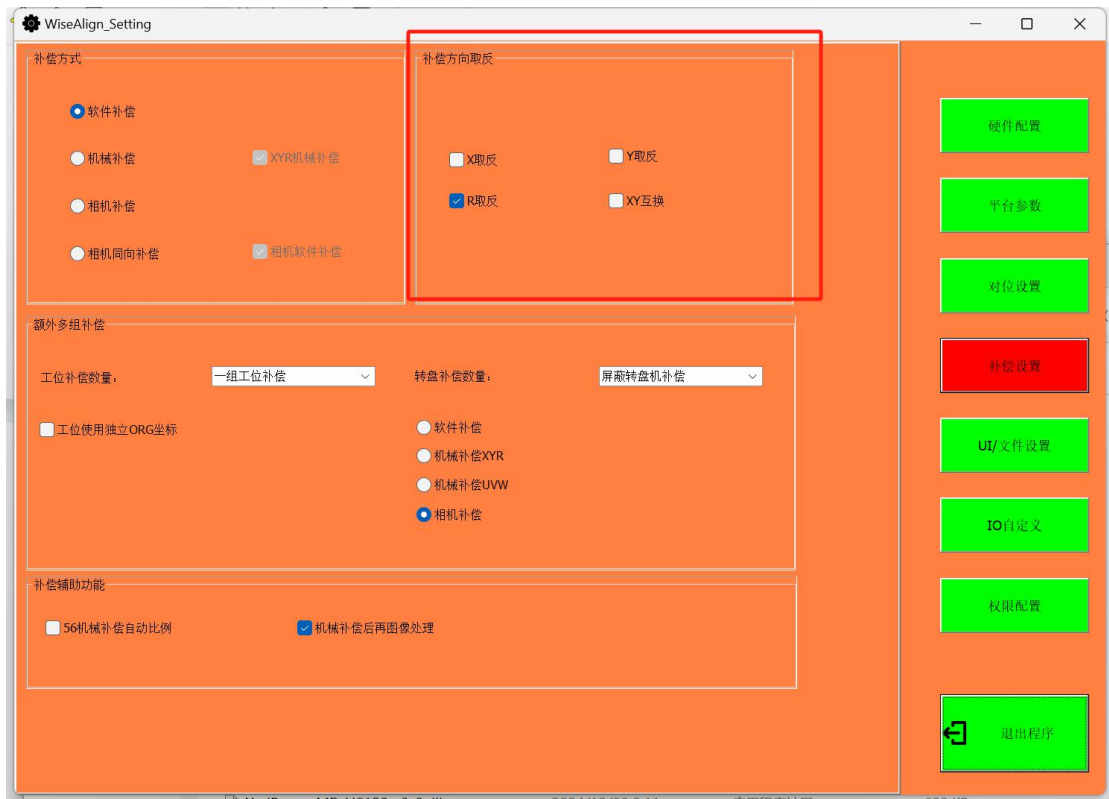 WiseAlign_Setting
补偿方式
软件补偿
机械补偿
XYR机械补偿
相机补偿
相机同向补偿
相机软件补偿
补偿方向取反
X取反
Y取反
R取反
XY互换
额外多组补偿
工位补偿数量:
一组工位补偿
转盘补偿数量:
屏蔽转盘机补偿
工位使用独立ORG坐标
软件补偿
机械补偿XYR
机械补偿UVW
相机补偿
补偿辅助功能
56机械补偿自动比例
机械补偿后再图像处理
硬件配置
平台参数
对位设置
补偿设置
UI/文件设置
IO自定义
权限配置
退出程序